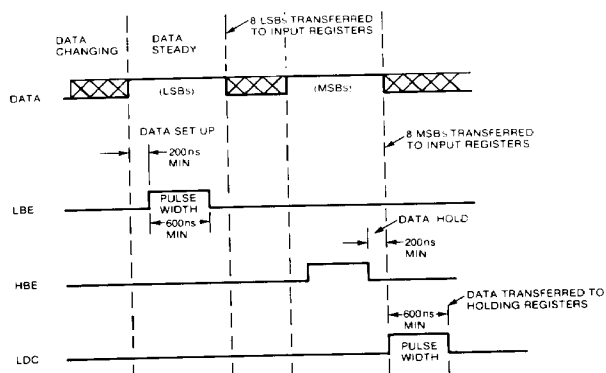 DATA CHANGING
DATA STEADY
8 LSBs TRANSFERRED TO INPUT REGISTERS
DATA
(LSBs)
(MSBs)
DATA SET UP
200ns MIN
8 MSBs TRANSFERRED TO INPUT REGISTERS
LBE
PULSE WIDTH
600ns MIN
DATA HOLD
200ns MIN
HBE
DATA TRANSFERRED TO HOLDING REGISTERS
600ns MIN
LDC
PULSE WIDTH